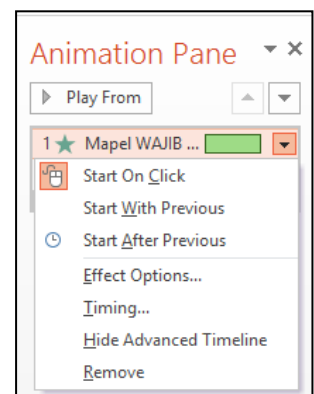 Animation Pane
Play From
1 Mapel WAJIB ...
Start On Click
Start With Previous
Start After Previous
Effect Options...
Timing...
Hide Advanced Timeline
Remove